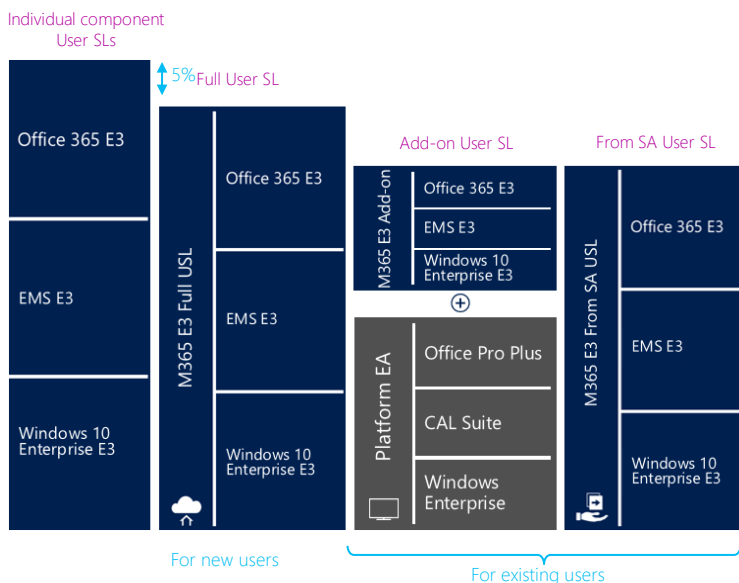 Individual component
User SLs
5%
Full User SL
Add-on User SL
From SA User SL
Office 365 E3
EMS E3
Windows 10
Enterprise E3
M365 E3 Full USL
Office 365 E3
EMS E3
Windows 10
Enterprise E3
M365 E3 Add-on
Office 365 E3
EMS E3
Windows 10
Enterprise E3
Platform EA
Office Pro Plus
CAL Suite
Windows
Enterprise
M365 E3 From SA USL
Office 365 E3
EMS E3
Windows 10
Enterprise E3
For new users
For existing users